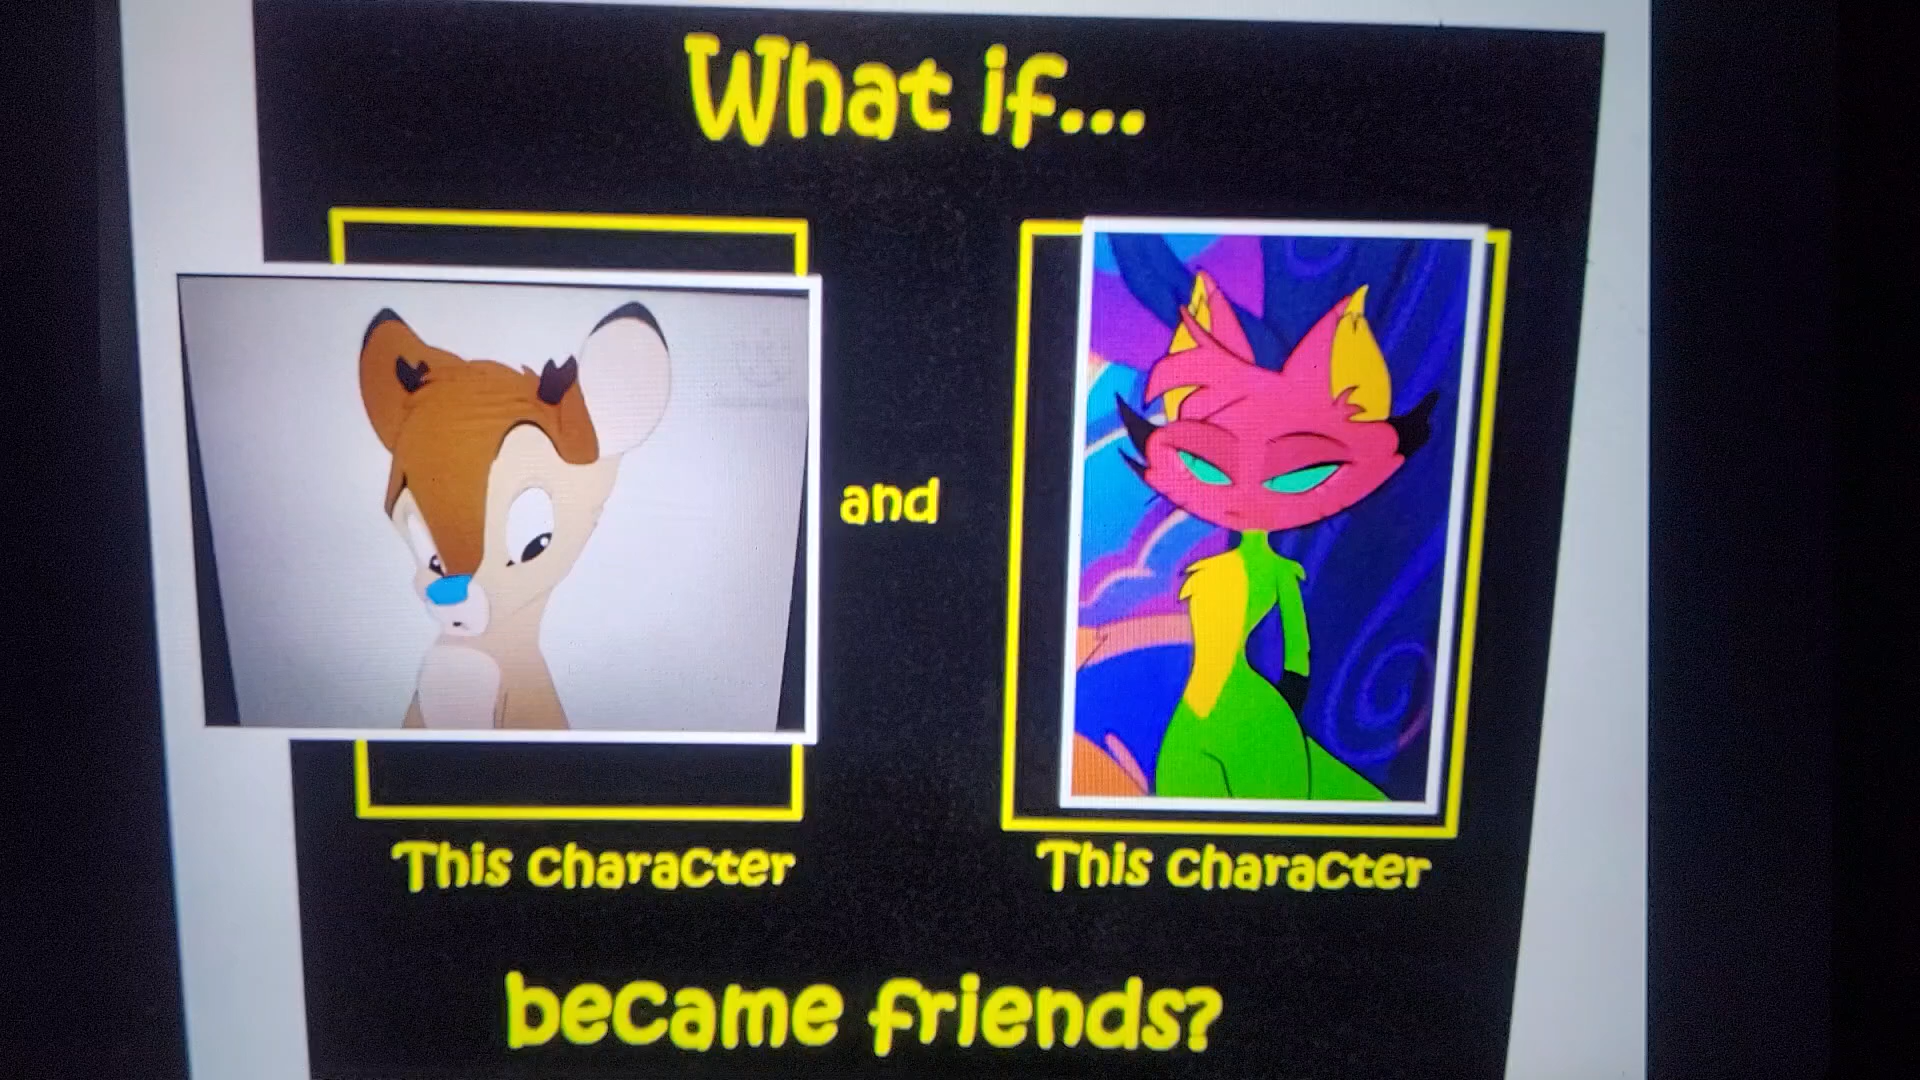 What if...
and
This character
This character
became friends?